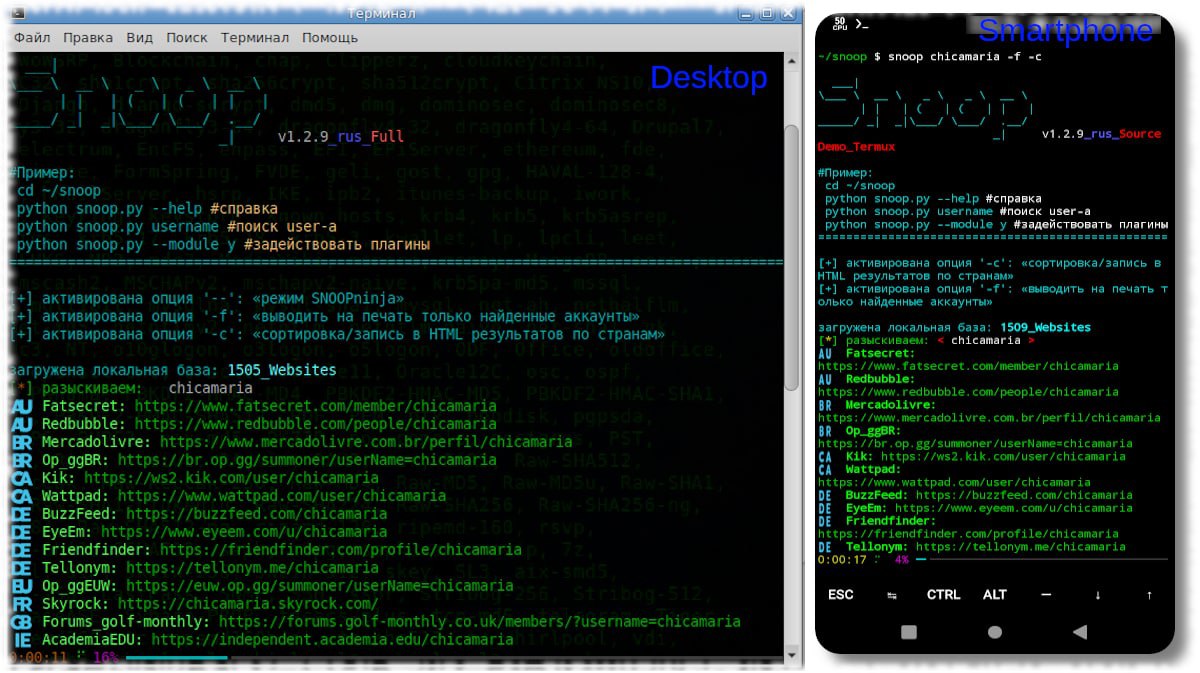 Терминал
Файл Правка Вид Поиск Терминал Помощь
Desktop
Snoop
v1.2.9_rus_Full
#Пример:
cd ~/snoop
python snoop.py --help #справка
python snoop.py username #поиск user-a
python snoop.py --module y #задействовать плагины
[+] активирована опция '--': «режим SNOOPninja»
[+] активирована опция '-f': «выводить на печать только найденные аккаунты»
[+] активирована опция '-c': «сортировка/запись в HTML результатов по странам»
загружена локальная база: 1505_Websites
[*] разыскиваем: chicamaria
AU Fatsecret: https://www.fatsecret.com/member/chicamaria
AU Redbubble: https://www.redbubble.com/people/chicamaria
BR Mercadolivre: https://www.mercadolivre.com.br/perfil/chicamaria
BR Op_ggBR: https://br.op.gg/summoner/userName=chicamaria
CA Kik: https://ws2.kik.com/user/chicamaria
CA Wattpad: https://www.wattpad.com/user/chicamaria
DE BuzzFeed: https://buzzfeed.com/chicamaria
DE EyeEm: https://www.eyeem.com/u/chicamaria
DE Friendfinder: https://friendfinder.com/profile/chicamaria
DE Tellonym: https://tellonym.me/chicamaria
EU Op_ggEUW: https://euw.op.gg/summoner/userName=chicamaria
FR Skyrock: https://chicamaria.skyrock.com/
GB Forums_golf-monthly: https://forums.golf-monthly.co.uk/members/?username=chicamaria
IE AcademiaEDU: https://independent.academia.edu/chicamaria
0:00:11 16%
50
CPU >_
Smartphone
~/snoop $ snoop chicamaria -f -c
Snoop
v1.2.9_rus_Source
Demo_Termux
#Пример:
cd ~/snoop
python snoop.py --help #справка
python snoop.py username #поиск user-a
python snoop.py --module y #задействовать плагины
[+] активирована опция '-c': «сортировка/запись в
HTML результатов по странам»
[+] активирована опция '-f': «выводить на печать т
олько найденные аккаунты»
загружена локальная база: 1509_Websites
[*] разыскиваем: < chicamaria >
AU Fatsecret:
https://www.fatsecret.com/member/chicamaria
AU Redbubble:
https://www.redbubble.com/people/chicamaria
BR Mercadolivre:
https://www.mercadolivre.com.br/perfil/chicamaria
BR Op_ggBR:
https://br.op.gg/summoner/userName=chicamaria
CA Kik: https://ws2.kik.com/user/chicamaria
CA Wattpad:
https://www.wattpad.com/user/chicamaria
DE BuzzFeed: https://buzzfeed.com/chicamaria
DE EyeEm: https://www.eyeem.com/u/chicamaria
DE Friendfinder:
https://friendfinder.com/profile/chicamaria
DE Tellonym: https://tellonym.me/chicamaria
0:00:17 4%
ESC CTRL ALT — ↓ ↑